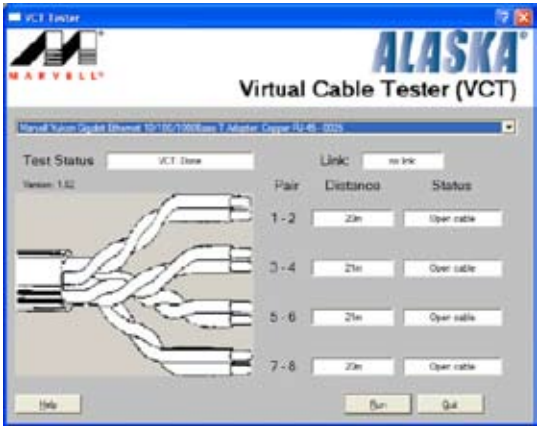 VCT Tester
MARVELL®
ALASKA®
Virtual Cable Tester (VCT)
Marvell Yukon Gigabit Ethernet 10/100/1000Base-T Adapter, Copper RJ-45 - 0025
Test Status VCT: Done Link: no link
Version: 1.02
Pair Distance Status
1 - 2 20m Open cable
3 - 4 21m Open cable
5 - 6 21m Open cable
7 - 8 20m Open cable
Help Run Quit